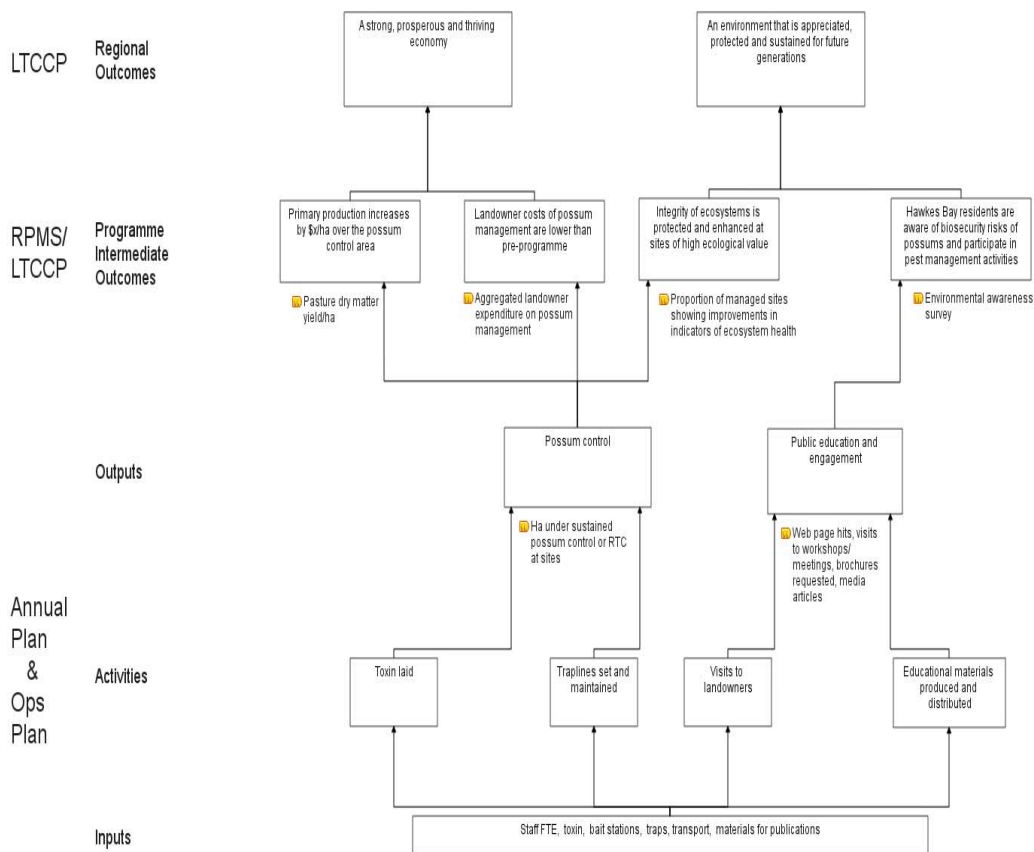 A strong, prosperous and thriving
economy
An environment that is appreciated,
protected and sustained for future
generations
LTCCP
Regional
Outcomes
Primary production increases
by $x/ha over the possum
control area
Landowner costs of possum
management are lower than
pre-programme
Integrity of ecosystems is
protected and enhanced at
sites of high ecological value
Hawkes Bay residents are
aware of biosecurity risks of
possums and participate in
pest management activities
RPMS/
LTCCP
Programme
Intermediate
Outcomes
Pasture dry matter
yield/ha
Aggregated landowner
expenditure on possum
management
Proportion of managed sites
showing improvements in
indicators of ecosystem health
Environmental awareness
survey
Outputs
Possum control
Public education and
engagement
Ha under sustained
possum control or RTC
at sites
Web page hits, visits
to workshops/
meetings, brochures
requested, media
articles
Annual
Plan
&
Ops
Plan
Activities
Toxin laid
Traplines set and
maintained
Visits to
landowners
Educational materials
produced and
distributed
Inputs
Staff FTE, toxin, bait stations, traps, transport, materials for publications